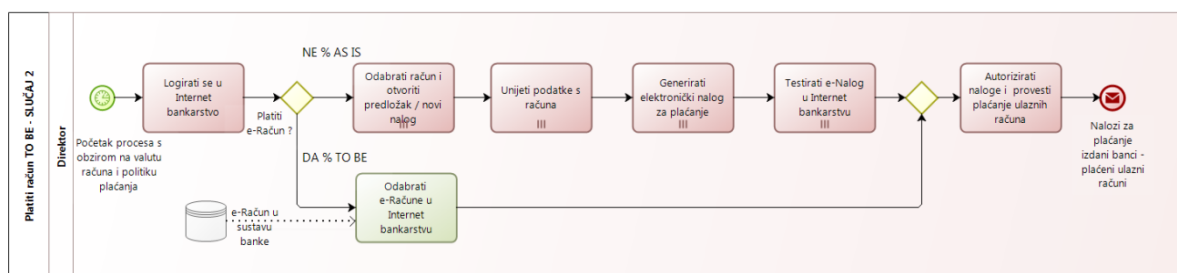 Platiti račun TO BE - SLUČAJ 2
Direktor
Početak procesa s
obzirom na valutu
računa i politiku
plaćanja
Logirati se u
Internet
bankarstvo
Platiti
e-Račun ?
NE % AS IS
Odabrati račun i
otvoriti
predložak / novi
nalog
Unijeti podatke s
računa
Generirati
elektronički nalog
za plaćanje
Testirati e-Nalog
u Internet
bankarstvu
Autorizirati
naloge i provesti
plaćanje ulaznih
računa
Nalozi za
plaćanje
izdani banci -
plaćeni ulazni
računi
DA % TO BE
Odabrati
e-Račune u
Internet
bankarstvu
e-Račun u
sustavu
banke